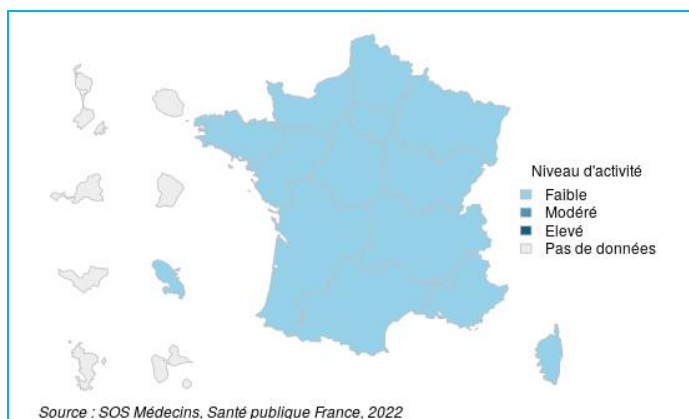 Niveau d'activité
Faible
Modéré
Elevé
Pas de données
Source : SOS Médecins, Santé publique France, 2022